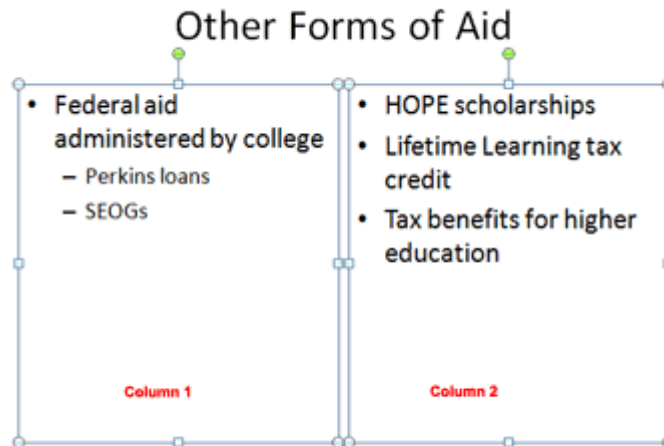 Other Forms of Aid
• Federal aid
administered by college
– Perkins loans
– SEOGs
Column 1
• HOPE scholarships
• Lifetime Learning tax
credit
• Tax benefits for higher
education
Column 2